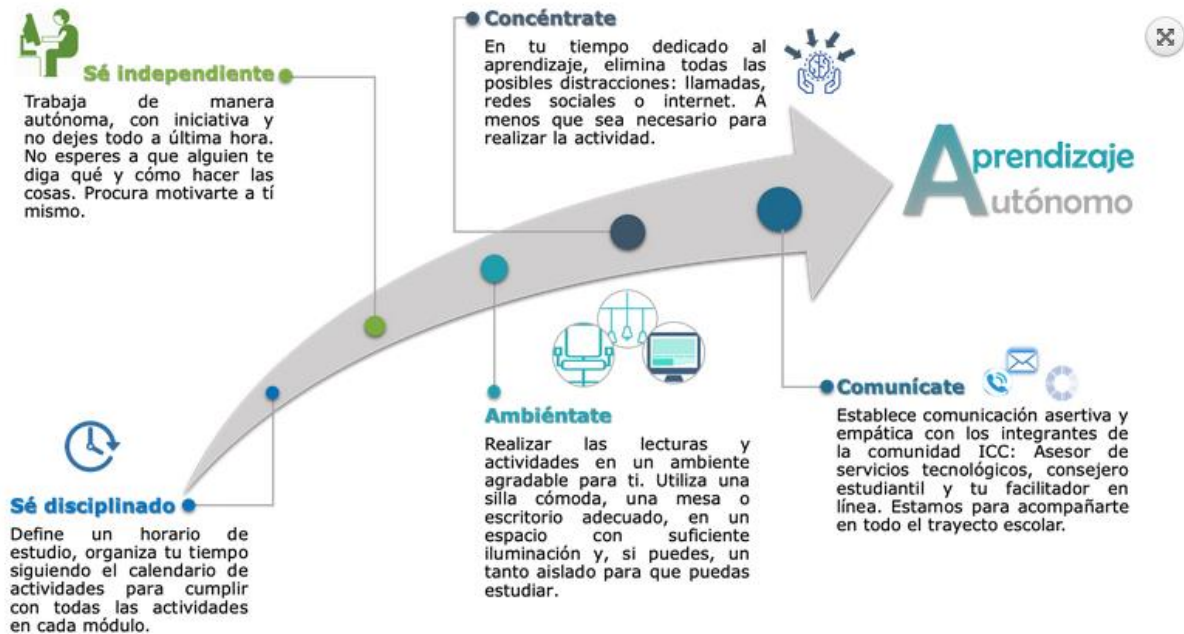 Sé disciplinado
Define un horario de
estudio, organiza tu tiempo
siguiendo el calendario de
actividades para cumplir
con todas las actividades
en cada módulo.
Sé independiente
Trabaja de manera
autónoma, con iniciativa y
no dejes todo a última hora.
No esperes a que alguien te
diga qué y cómo hacer las
cosas. Procura motivarte a tí
mismo.
Ambiéntate
Realizar las lecturas y
actividades en un ambiente
agradable para ti. Utiliza una
silla cómoda, una mesa o
escritorio adecuado, en un
espacio con suficiente
iluminación y, si puedes, un
tanto aislado para que puedas
estudiar.
Concéntrate
En tu tiempo dedicado al
aprendizaje, elimina todas las
posibles distracciones: llamadas,
redes sociales o internet. A
menos que sea necesario para
realizar la actividad.
Comunícate
Establece comunicación asertiva y
empática con los integrantes de
la comunidad ICC: Asesor de
servicios tecnológicos, consejero
estudiantil y tu facilitador en
línea. Estamos para acompañarte
en todo el trayecto escolar.
Aprendizaje
Autónomo